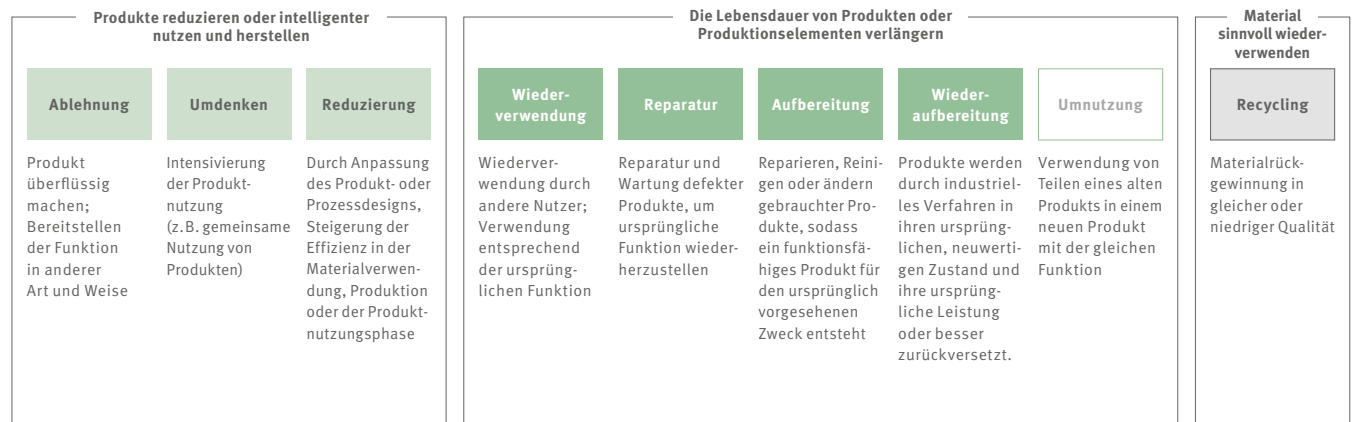 Produkte reduzieren oder intelligenter
nutzen und herstellen
Ablehnung
Produkt
überflüssig
machen;
Bereitstellen
der Funktion
in anderer
Art und Weise
Umdenken
Intensivierung
der Produkt-
nutzung
(z.B. gemeinsame
Nutzung von
Produkten)
Reduzierung
Durch Anpassung
des Produkt- oder
Prozessdesigns,
Steigerung der
Effizienz in der
Materialverwen-
dung, Produktion
oder der Produkt-
nutzungsphase
Die Lebensdauer von Produkten oder
Produktionselementen verlängern
Wieder-
verwendung
Wiederver-
wendung durch
andere Nutzer;
Verwendung
entsprechend
der ursprüng-
lichen Funktion
Reparatur
Reparatur und
Wartung defekter
Produkte, um
ursprüngliche
Funktion wieder-
herzustellen
Aufbereitung
Reparieren, Reini-
gen oder ändern
gebrauchter Pro-
dukte, sodass
ein funktionsfä-
higes Produkt für
den ursprünglich
vorgesehenen
Zweck entsteht
Wieder-
aufbereitung
Produkte werden
durch industriel-
les Verfahren in
ihren ursprüng-
lichen, neuwerti-
gen Zustand und
ihre ursprüng-
liche Leistung
oder besser
zurückversetzt.
Umnutzung
Verwendung von
Teilen eines alten
Produkts in einem
neuen Produkt
mit der gleichen
Funktion
Material
sinnvoll wieder-
verwenden
Recycling
Materialrück-
gewinnung in
gleicher oder
niedriger Qualität